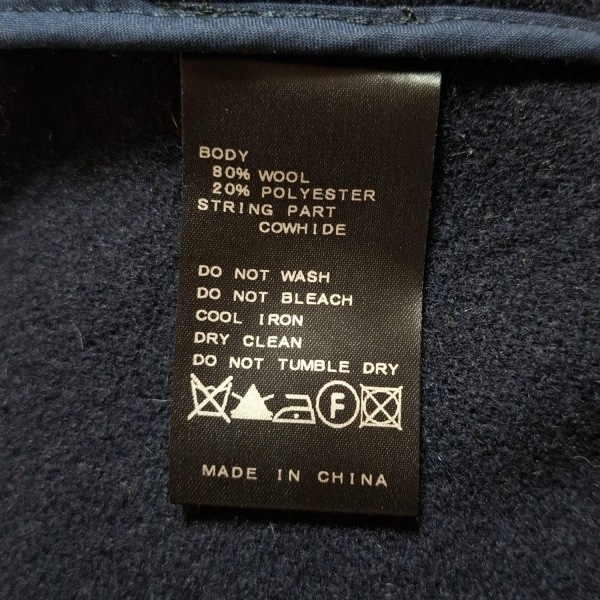 BODY
80% WOOL
20% POLYESTER
STRING PART
COWHIDE
DO NOT WASH
DO NOT BLEACH
COOL IRON
DRY CLEAN
DO NOT TUMBLE DRY
F
MADE IN CHINA